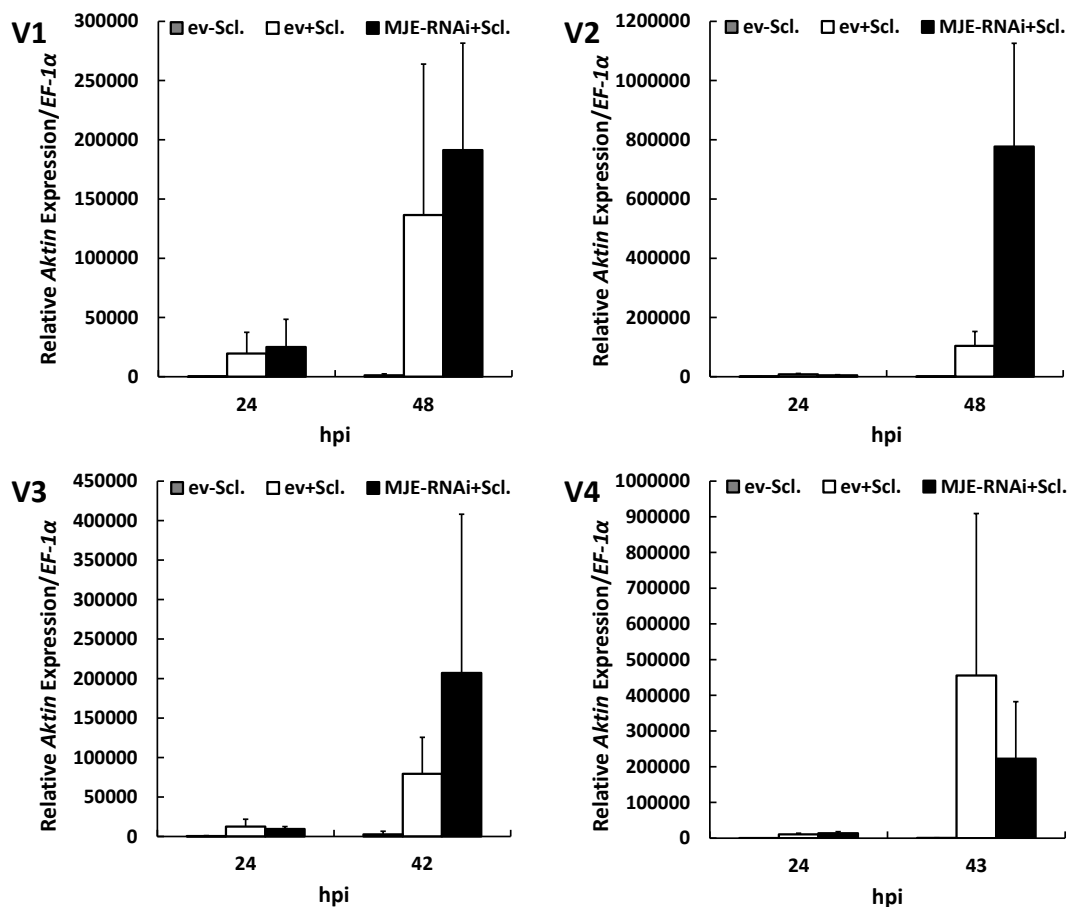 V1
ev-Scl. ev+Scl. MJE-RNAi+Scl.
Relative Aktin Expression/EF-1α
300000
250000
200000
150000
100000
50000
0
24 48
hpi
V2
ev-Scl. ev+Scl. MJE-RNAi+Scl.
Relative Aktin Expression/EF-1α
1200000
1000000
800000
600000
400000
200000
0
24 48
hpi
V3
ev-Scl. ev+Scl. MJE-RNAi+Scl.
Relative Aktin Expression/EF-1α
450000
400000
350000
300000
250000
200000
150000
100000
50000
0
24 42
hpi
V4
ev-Scl. ev+Scl. MJE-RNAi+Scl.
Relative Aktin Expression/EF-1α
1000000
900000
800000
700000
600000
500000
400000
300000
200000
100000
0
24 43
hpi